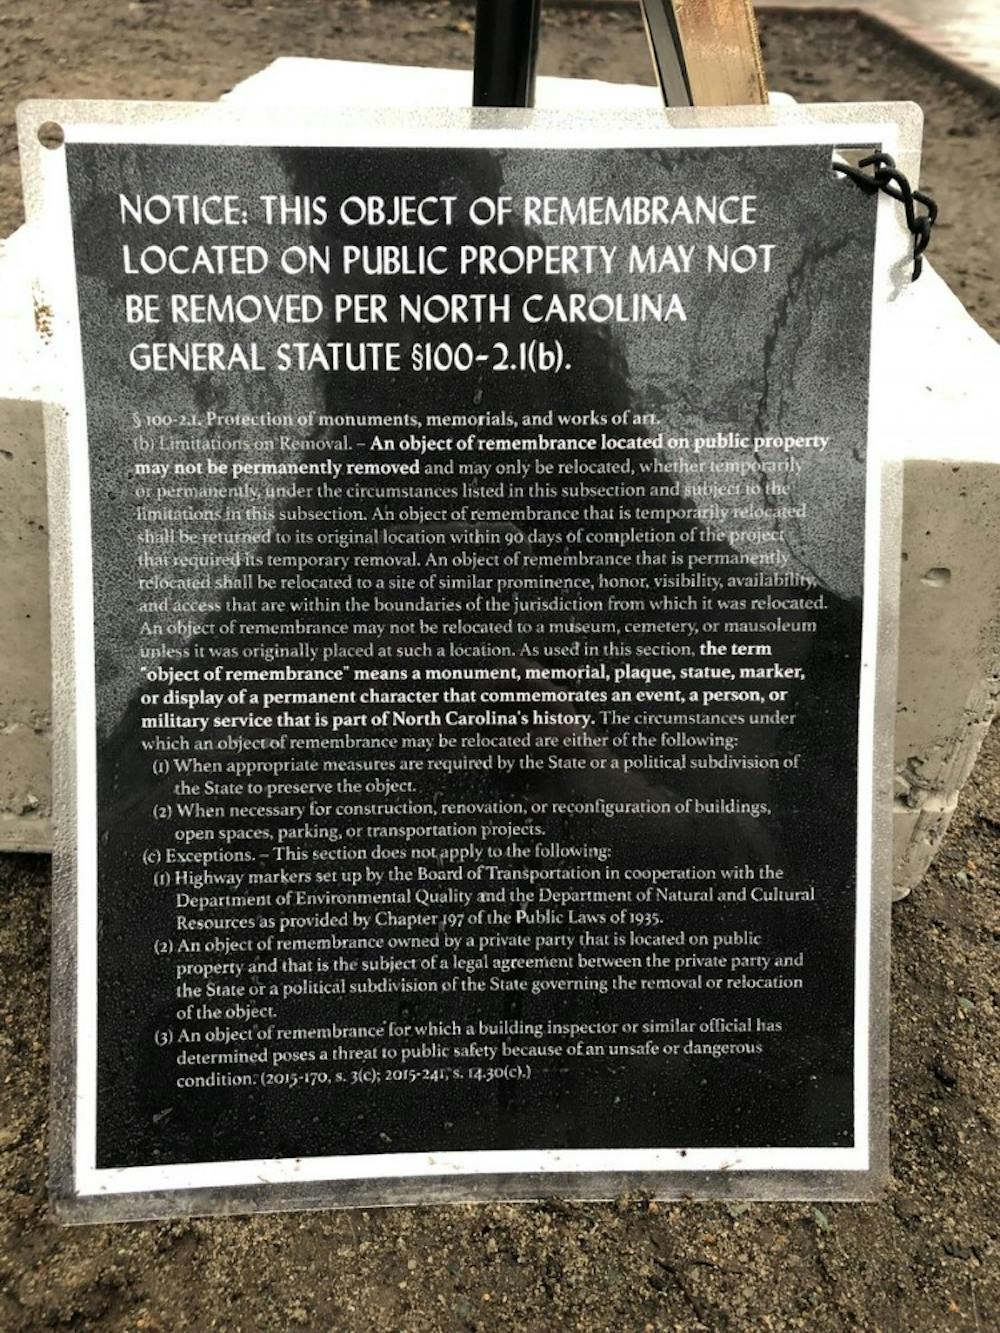 NOTICE: THIS OBJECT OF REMEMBRANCE
LOCATED ON PUBLIC PROPERTY MAY NOT
BE REMOVED PER NORTH CAROLINA
GENERAL STATUTE §100-2.1(b).
§ 100-2.1. Protection of monuments, memorials, and works of art.
(b) Limitations on Removal. – An object of remembrance located on public property
may not be permanently removed and may only be relocated, whether temporarily
or permanently, under the circumstances listed in this subsection and subject to the
limitations in this subsection. An object of remembrance that is temporarily relocated
shall be returned to its original location within 90 days of completion of the project
that required its temporary removal. An object of remembrance that is permanently
relocated shall be relocated to a site of similar prominence, honor, visibility, availability,
and access that are within the boundaries of the jurisdiction from which it was relocated.
An object of remembrance may not be relocated to a museum, cemetery, or mausoleum
unless it was originally placed at such a location. As used in this section, the term
"object of remembrance" means a monument, memorial, plaque, statue, marker,
or display of a permanent character that commemorates an event, a person, or
military service that is part of North Carolina's history. The circumstances under
which an object of remembrance may be relocated are either of the following:
(1) When appropriate measures are required by the State or a political subdivision of
the State to preserve the object.
(2) When necessary for construction, renovation, or reconfiguration of buildings,
open spaces, parking, or transportation projects.
(c) Exceptions. – This section does not apply to the following:
(1) Highway markers set up by the Board of Transportation in cooperation with the
Department of Environmental Quality and the Department of Natural and Cultural
Resources as provided by Chapter 197 of the Public Laws of 1935.
(2) An object of remembrance owned by a private party that is located on public
property and that is the subject of a legal agreement between the private party and
the State or a political subdivision of the State governing the removal or relocation
of the object.
(3) An object of remembrance for which a building inspector or similar official has
determined poses a threat to public safety because of an unsafe or dangerous
condition. (2015-170, s. 3(c); 2015-241, s. 14.30(c).)